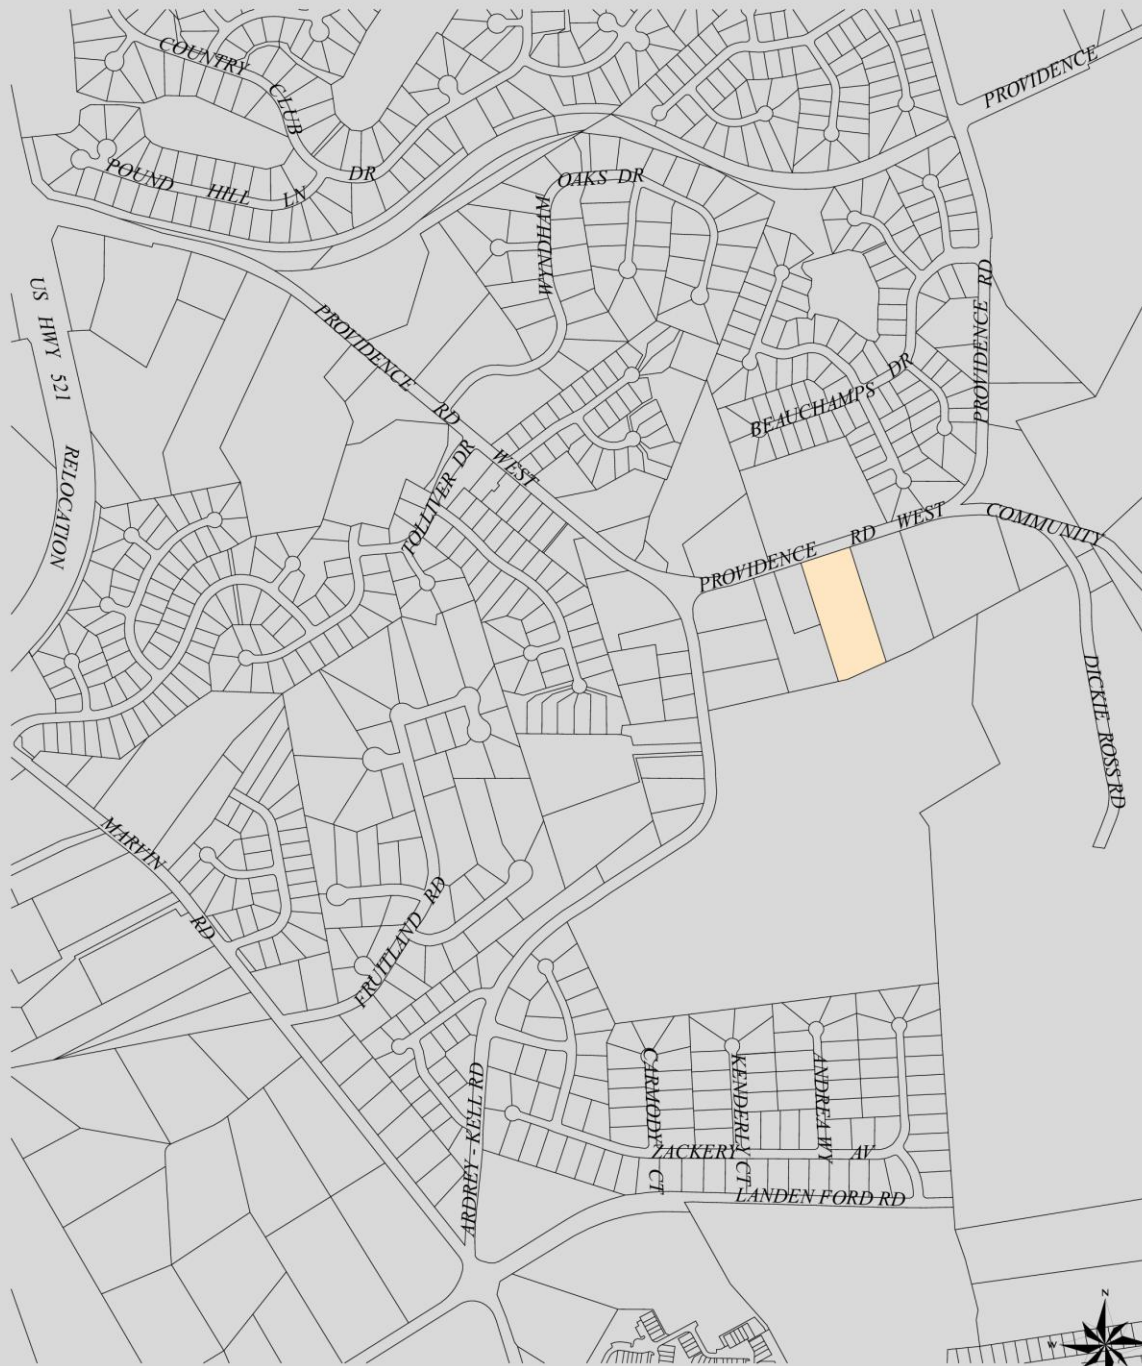 COUNTRY CLUB DR
PROVIDENCE
POUND HILL LN
OAKS DR
WYNDHAM
US HWY 521 RELOCATION
PROVIDENCE RD WEST
PROVIDENCE RD
BEAUCHAMPS DR
TOLLIVER DR
PROVIDENCE RD WEST
COMMUNITY
DICKIE ROSS RD
MARVIN RD
FRUITLAND RD
ARDREY - KELL RD
CARMODY CT
KENDERLY CT
ANDREA WY
ZACKERY AV
LANDEN FORD RD
N
W